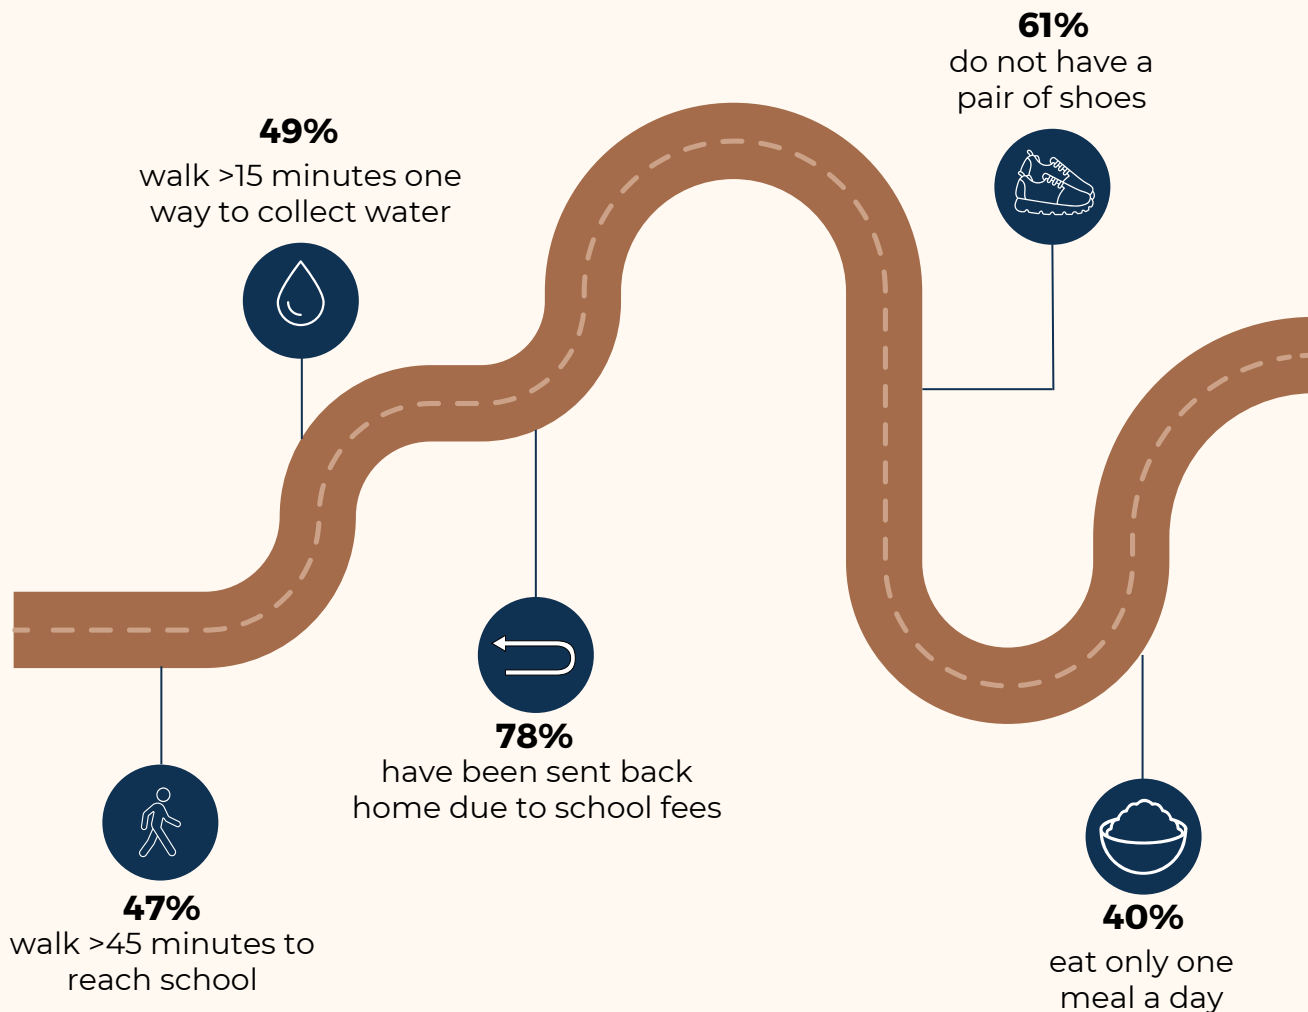 61%
do not have a
pair of shoes
49%
walk >15 minutes one
way to collect water
78%
have been sent back
home due to school fees
47%
walk >45 minutes to
reach school
40%
eat only one
meal a day